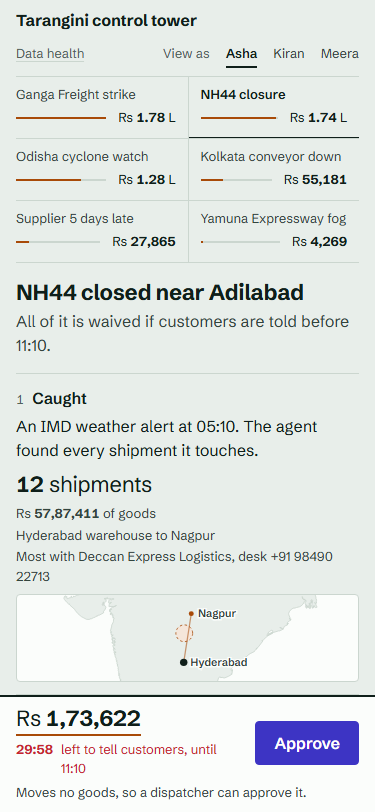 Tarangini control tower
Data health
View as Asha Kiran Meera
Ganga Freight strike
Rs 1.78 L
NH44 closure
Rs 1.74 L
Odisha cyclone watch
Rs 1.28 L
Kolkata conveyor down
Rs 55,181
Supplier 5 days late
Rs 27,865
Yamuna Expressway fog
Rs 4,269
NH44 closed near Adilabad
All of it is waived if customers are told before
11:10.
1 Caught
An IMD weather alert at 05:10. The agent
found every shipment it touches.
12 shipments
Rs 57,87,411 of goods
Hyderabad warehouse to Nagpur
Most with Deccan Express Logistics, desk +91 98490
22713
Nagpur
Hyderabad
Rs 1,73,622
29:58 left to tell customers, until
11:10
Approve
Moves no goods, so a dispatcher can approve it.